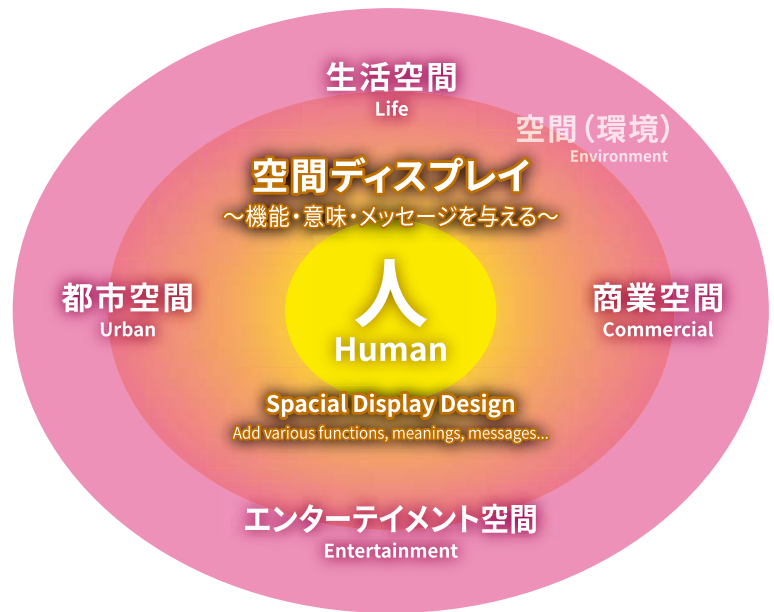 生活空間
Life
空間（環境）
Environment
空間ディスプレイ
～機能・意味・メッセージを与える～
人
Human
都市空間
Urban
商業空間
Commercial
Spacial Display Design
Add various functions, meanings, messages...
エンターテイメント空間
Entertainment